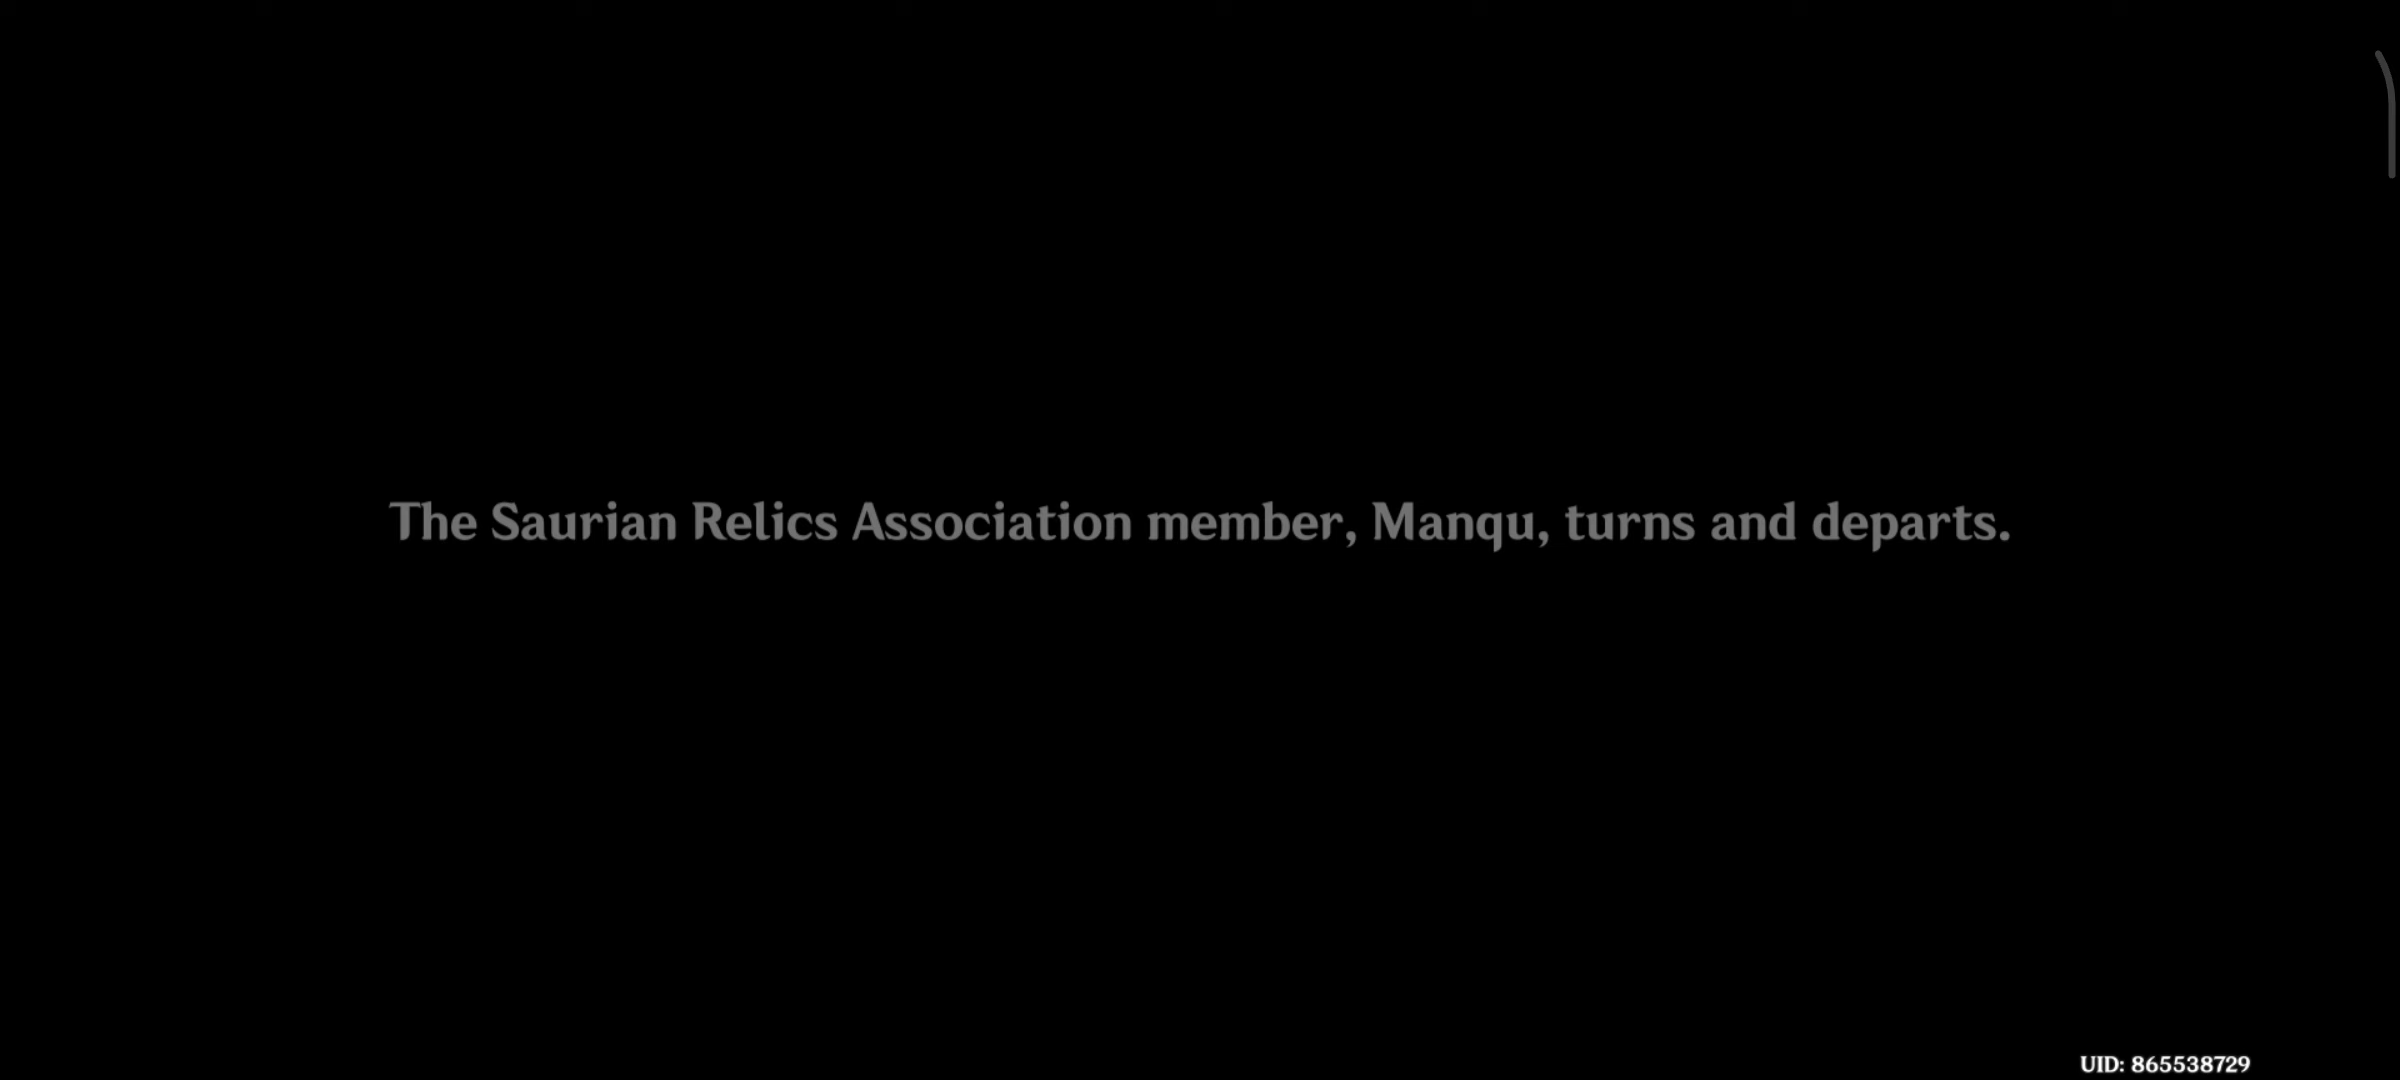 The Saurian Relics Association member, Manqu, turns and departs.
UID: 865538729